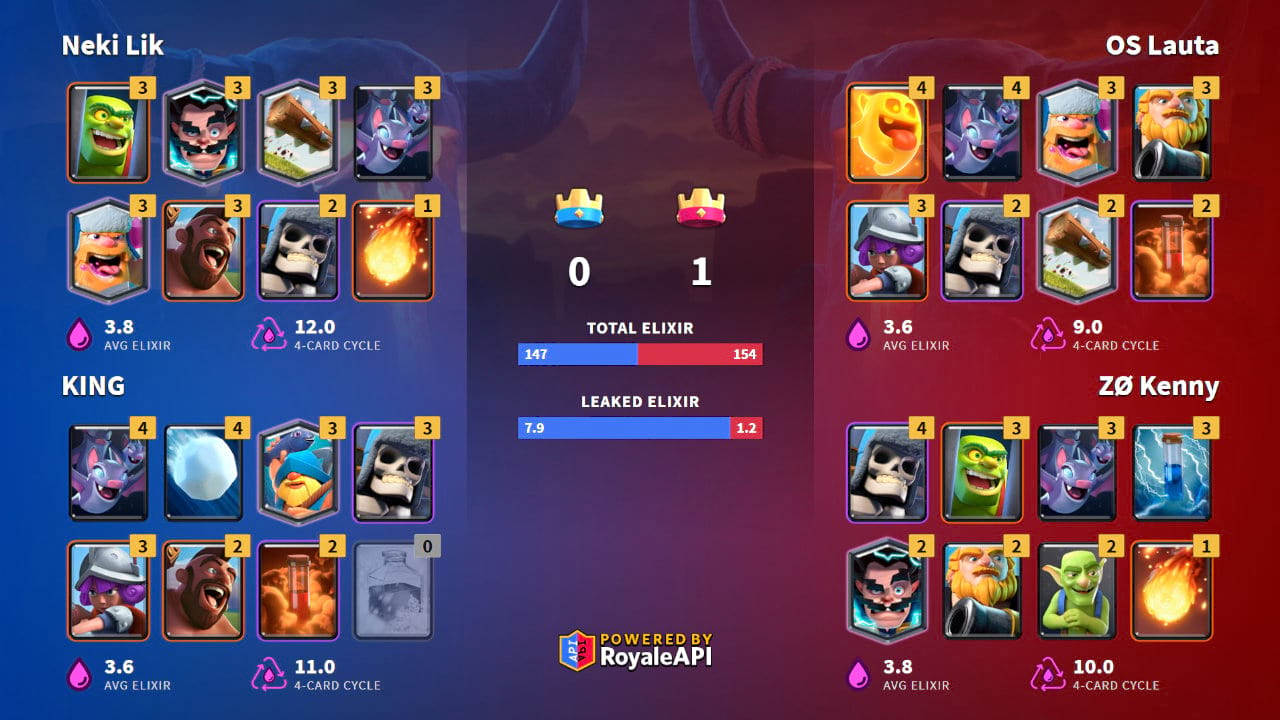 Neki Lik
3 3 3 3
3 3 2 1
3.8
AVG ELIXIR
12.0
4-CARD CYCLE
KING
4 4 3 3
3 2 2 0
3.6
AVG ELIXIR
11.0
4-CARD CYCLE
0 1
TOTAL ELIXIR
147 154
LEAKED ELIXIR
7.9 1.2
API
API
POWERED BY
RoyaleAPI
OS Lauta
4 4 3 3
3 2 2 2
3.6
AVG ELIXIR
9.0
4-CARD CYCLE
ZØ Kenny
4 3 3 3
2 2 2 1
3.8
AVG ELIXIR
10.0
4-CARD CYCLE